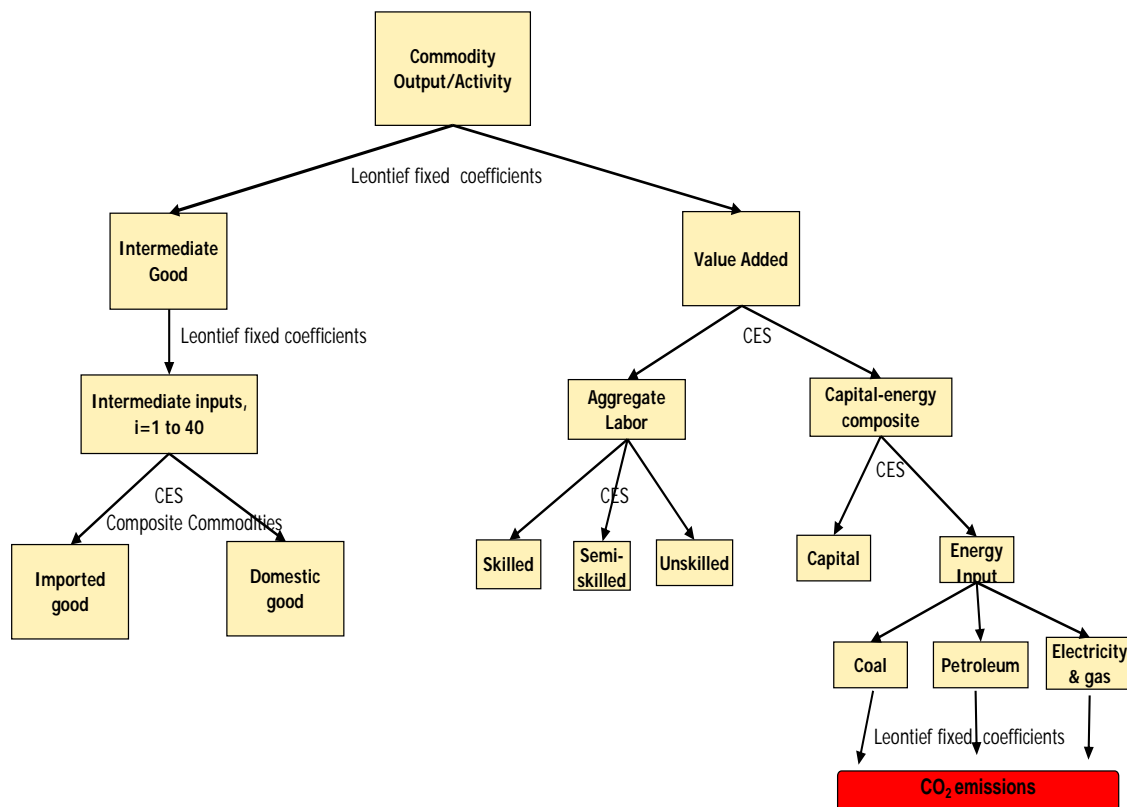 Commodity
Output/Activity
Leontief fixed coefficients
Intermediate
Good
Value Added
Leontief fixed coefficients
CES
Intermediate inputs,
i=1 to 40
Aggregate
Labor
Capital-energy
composite
CES
Composite Commodities
CES
CES
Imported
good
Domestic
good
Skilled
Semi-
skilled
Unskilled
Capital
Energy
Input
Coal
Petroleum
Electricity
& gas
Leontief fixed coefficients
CO₂ emissions